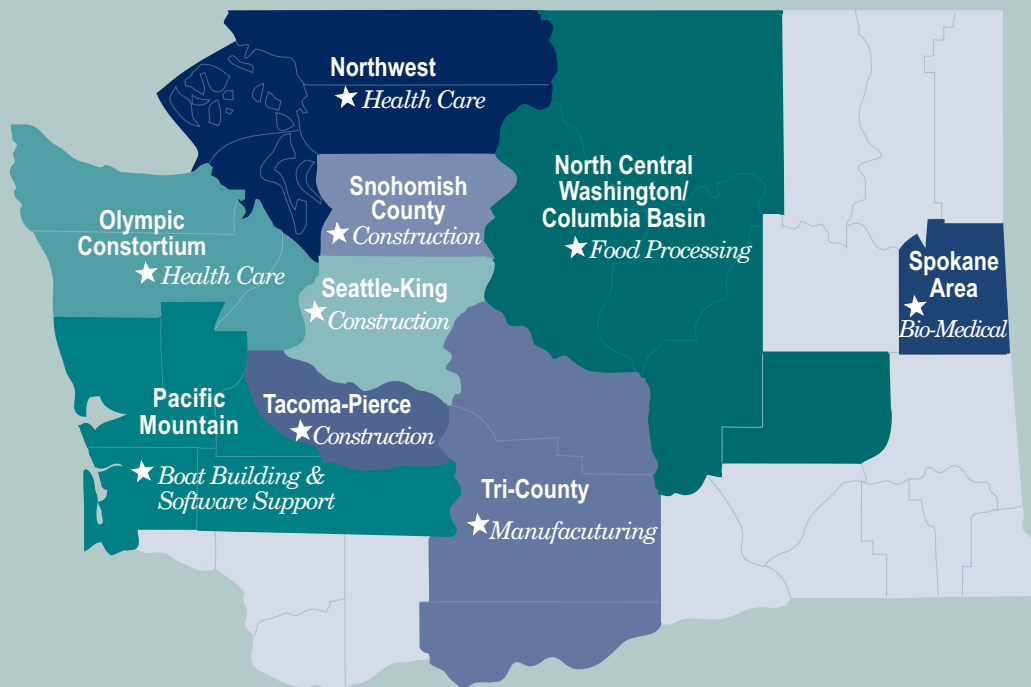 Northwest
Health Care
Snohomish
County
Construction
North Central
Washington/
Columbia Basin
Food Processing
Olympic
Constortium
Health Care
Seattle-King
Construction
Spokane
Area
Bio-Medical
Pacific
Mountain
Boat Building &
Software Support
Tacoma-Pierce
Construction
Tri-County
Manufacuturing